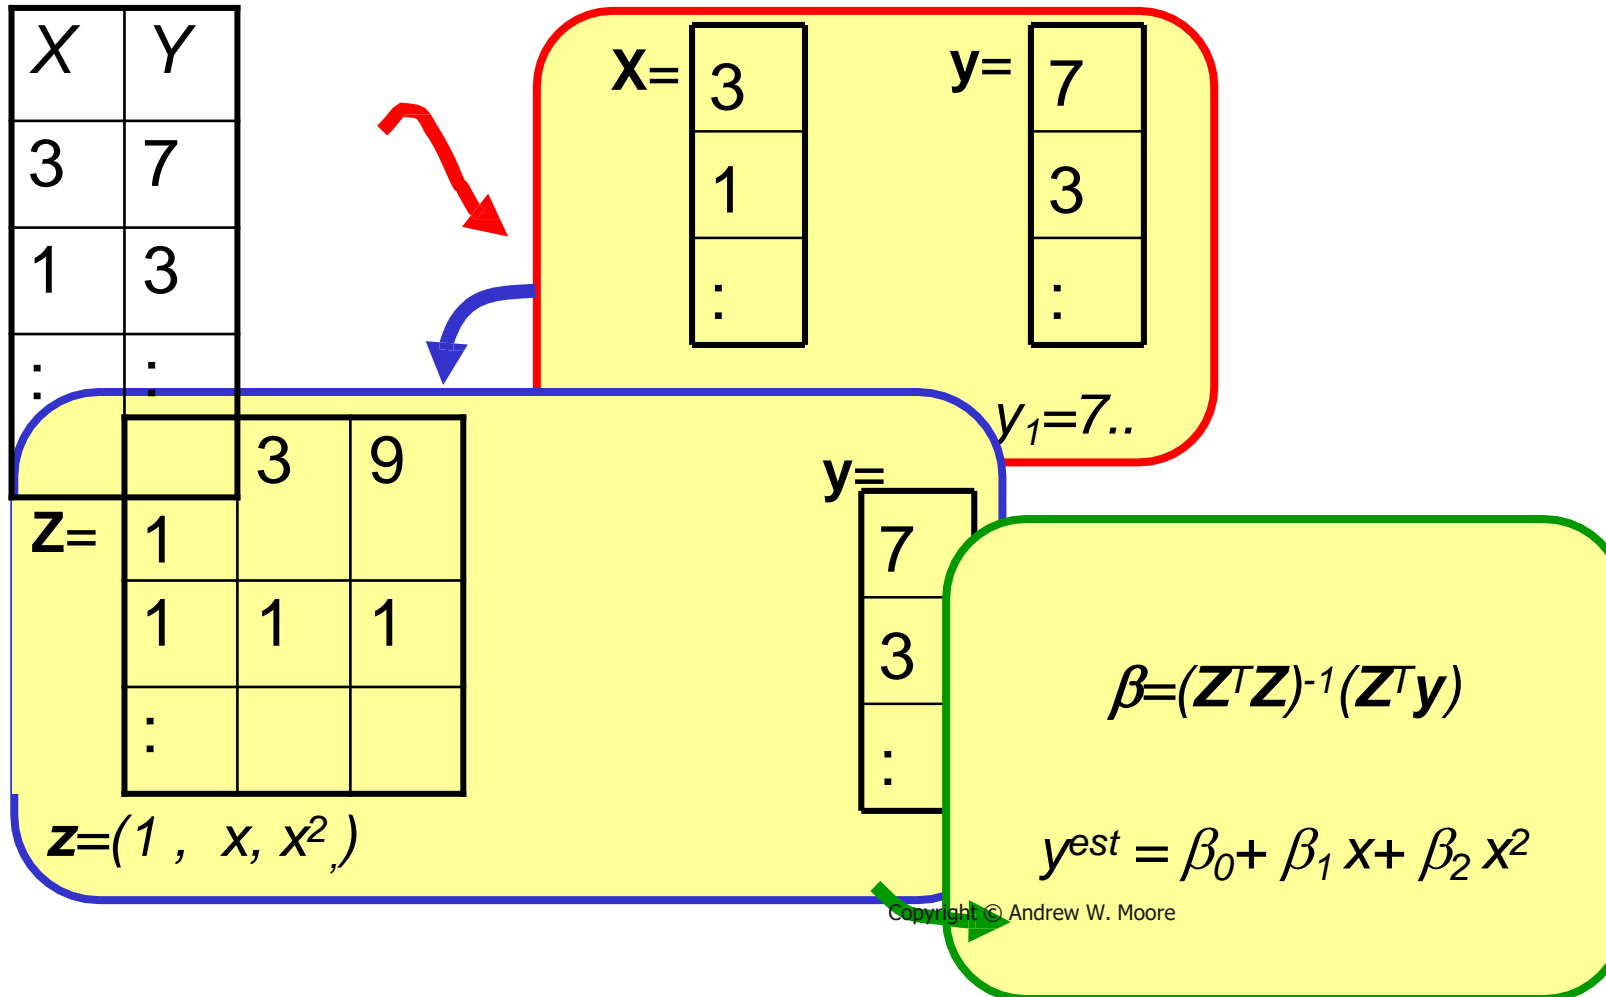 X Y
3 7
1 3
: :
X= 3
1
:
y= 7
3
:
y₁=7..
Z=
3 9
1
1 1 1
:
z=(1 , x, x²,)
y=
7
3
:
β=(ZᵀZ)⁻¹(Zᵀy)
yᵉˢᵗ = β₀+ β₁ x+ β₂ x²
Copyright © Andrew W. Moore